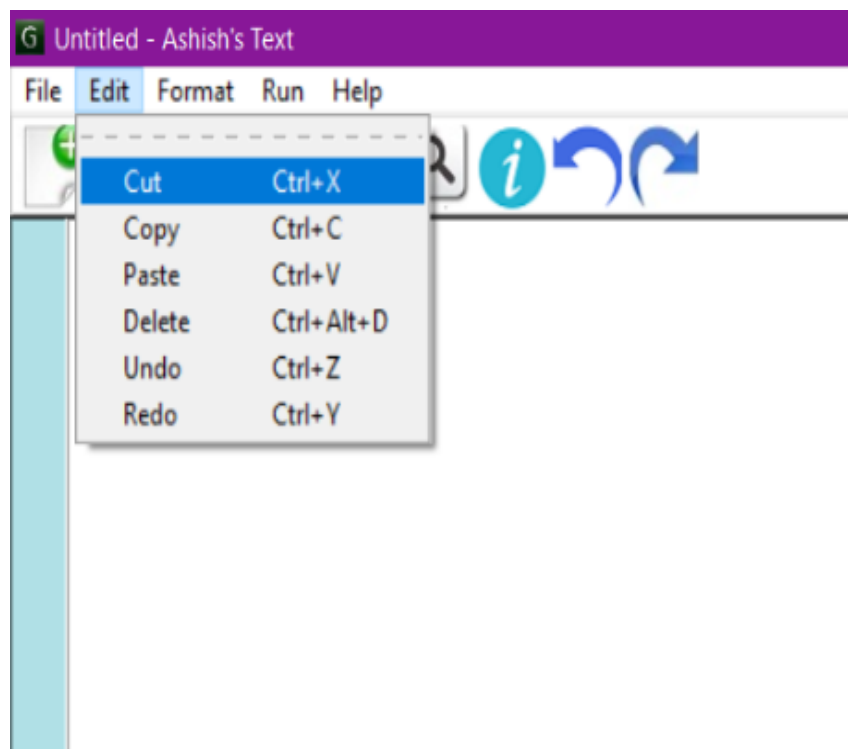 G Untitled - Ashish's Text
File Edit Format Run Help
i
Cut Ctrl+X
Copy Ctrl+C
Paste Ctrl+V
Delete Ctrl+Alt+D
Undo Ctrl+Z
Redo Ctrl+Y